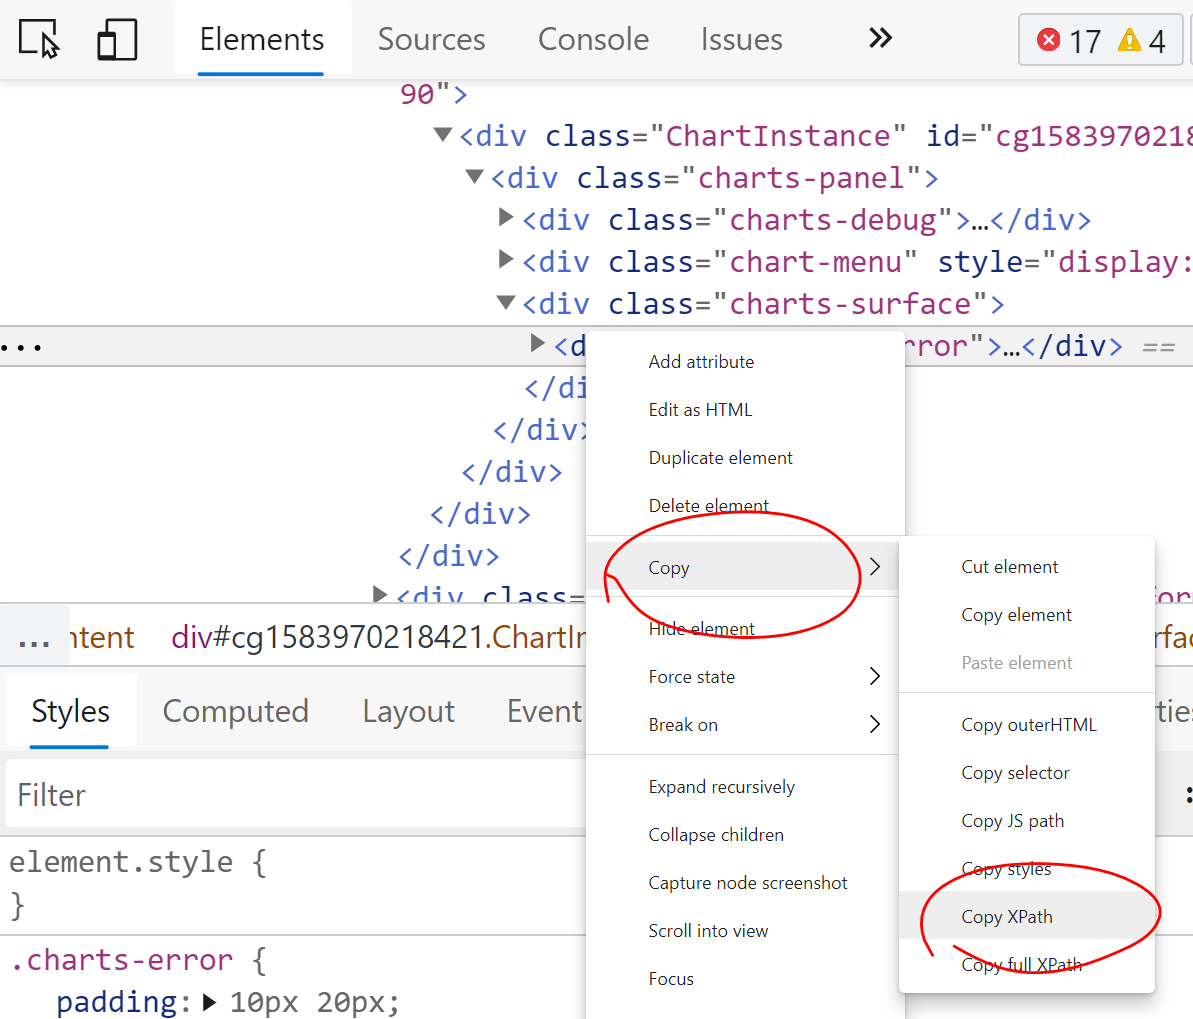 Elements Sources Console Issues 17 4
90">
<div class="ChartInstance" id="cg1583970218
<div class="charts-panel">
<div class="charts-debug">…</div>
<div class="chart-menu" style="display:
<div class="charts-surface">
... <d rror">…</div> ==
</di
</div>
</div>
</div>
</div>
<div class=
Add attribute
Edit as HTML
Duplicate element
Delete element
Copy
Hide element
Force state
Break on
Expand recursively
Collapse children
Capture node screenshot
Scroll into view
Focus
Cut element
Copy element
Paste element
Copy outerHTML
Copy selector
Copy JS path
Copy styles
Copy XPath
Copy full XPath
... ntent div#cg1583970218421.ChartIn rfac
Styles Computed Layout Event ties
Filter
element.style {
}
.charts-error {
padding: 10px 20px;